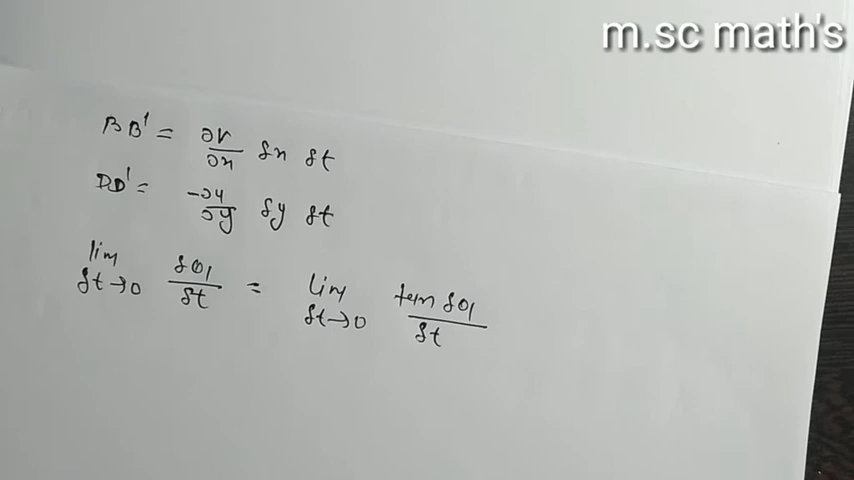 m.sc math's
BB' = ∂v/∂x δx δt
DD' = -∂u/∂y δy δt
lim δt→0 δθ₁/δt = lim δt→0 tan δθ₁/δt